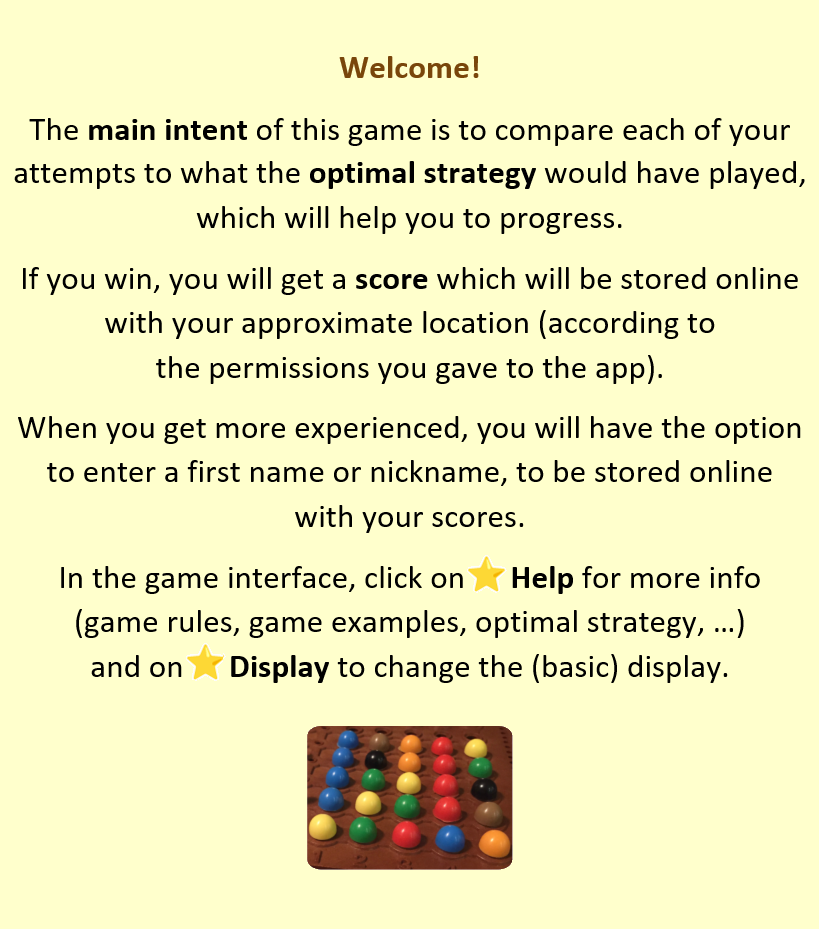 Welcome!
The main intent of this game is to compare each of your
attempts to what the optimal strategy would have played,
which will help you to progress.
If you win, you will get a score which will be stored online
with your approximate location (according to
the permissions you gave to the app).
When you get more experienced, you will have the option
to enter a first name or nickname, to be stored online
with your scores.
In the game interface, click on ⭐ Help for more info
(game rules, game examples, optimal strategy, ...)
and on ⭐ Display to change the (basic) display.
1 2